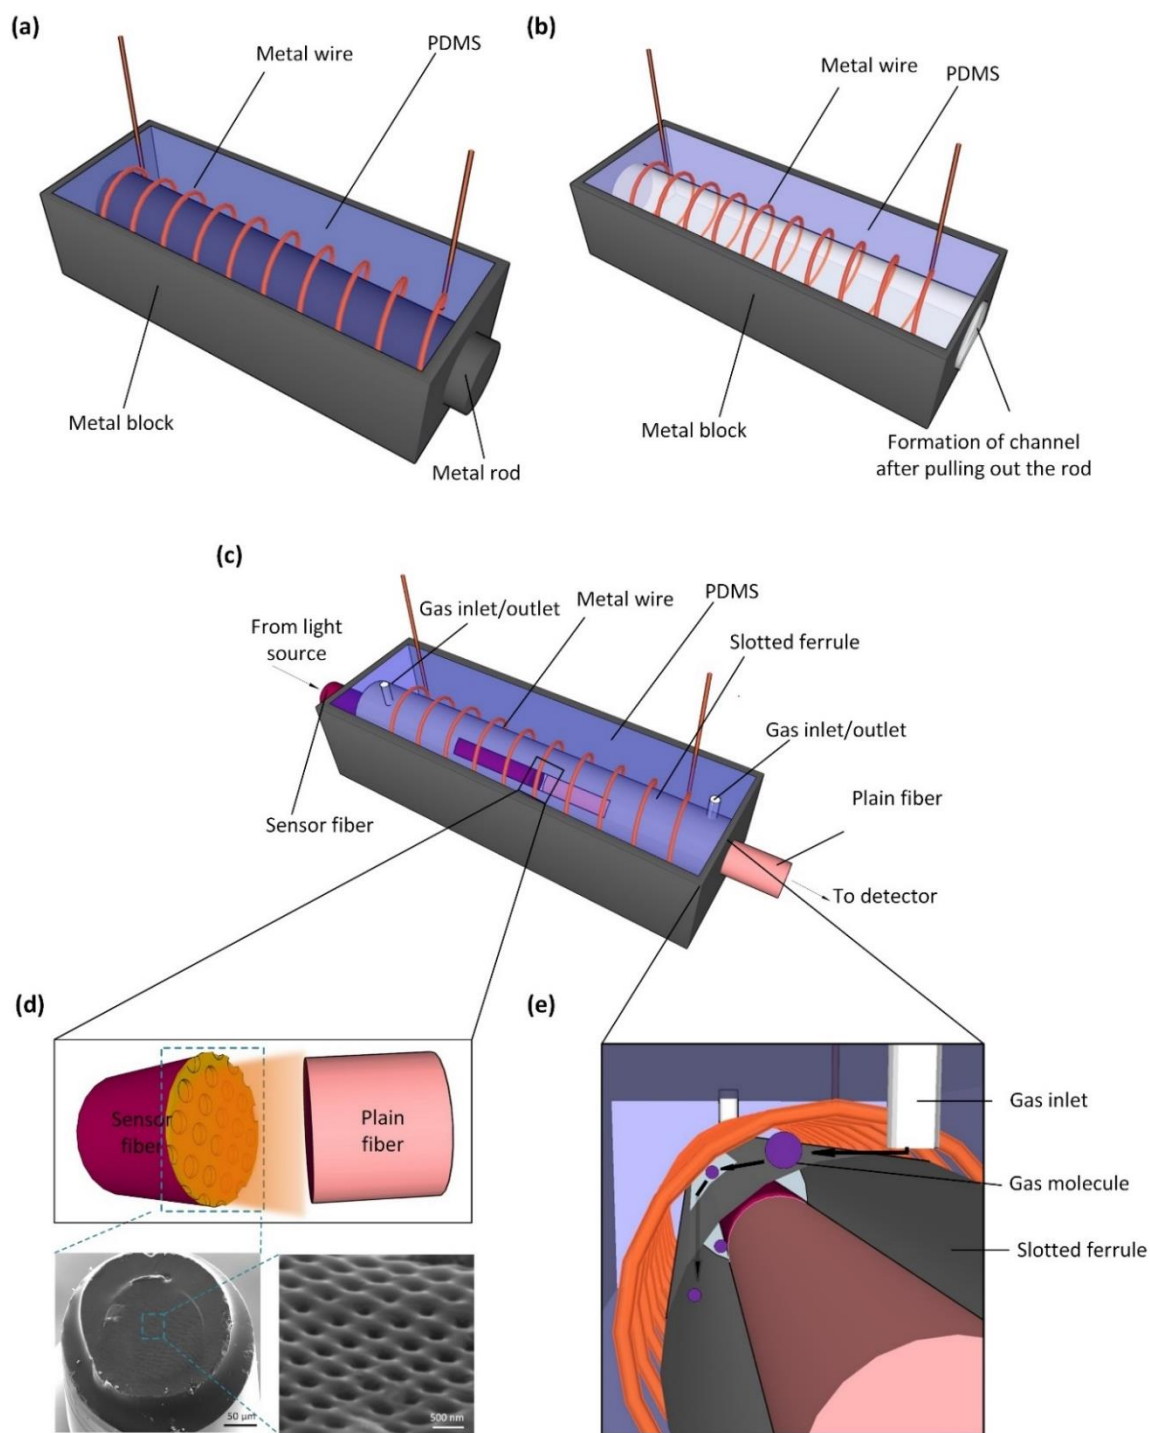 (a)
Metal wire
PDMS
Metal block
Metal rod
(b)
Metal wire
PDMS
Metal block
Formation of channel
after pulling out the rod
(c)
From light
source
Gas inlet/outlet
Metal wire
PDMS
Slotted ferrule
Gas inlet/outlet
Plain fiber
Sensor fiber
To detector
(d)
Sensor
fiber
Plain
fiber
50 µm
500 nm
(e)
Gas inlet
Gas molecule
Slotted ferrule